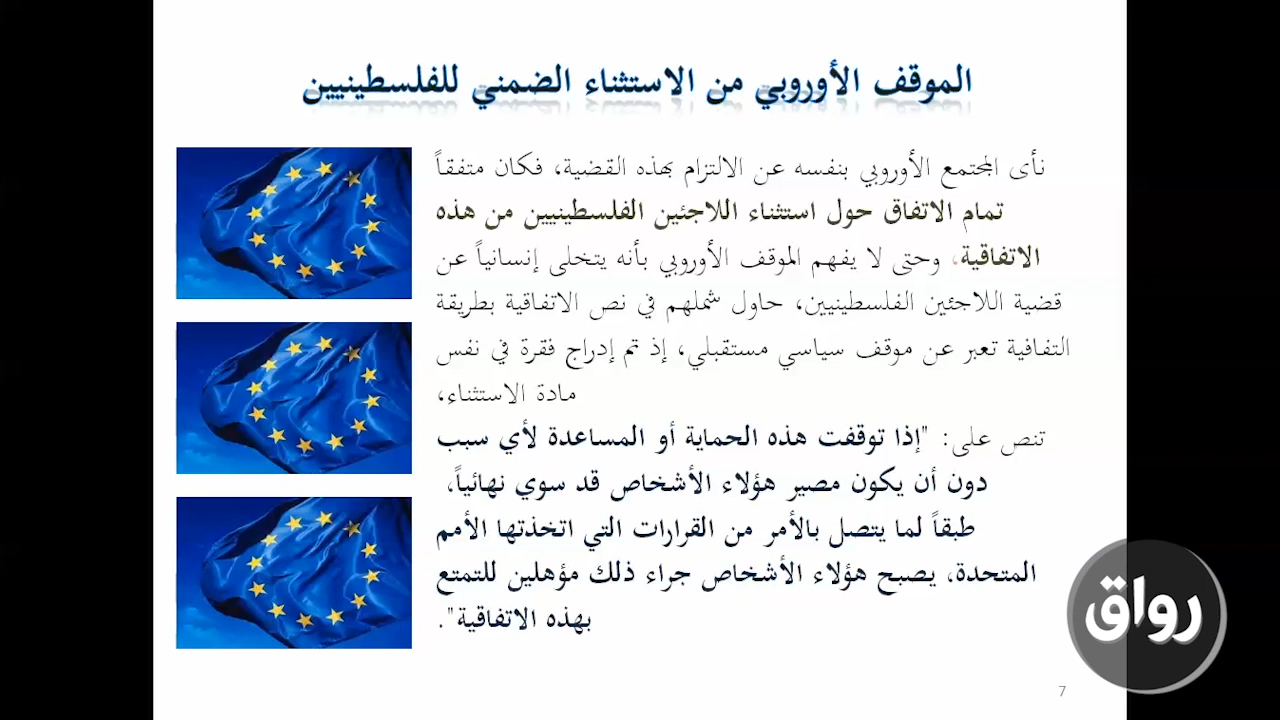 الموقف الأوروبي من الاستثناء الضمني للفلسطينيين
نأى المجتمع الأوروبي بنفسه عن الالتزام بهذه القضية، فكان متفقاً
تمام الاتفاق حول استثناء اللاجئين الفلسطينيين من هذه
الاتفاقية، وحتى لا يفهم الموقف الأوروبي بأنه يتخلى إنسانياً عن
قضية اللاجئين الفلسطينيين، حاول شملهم في نص الاتفاقية بطريقة
التفافية تعبر عن موقف سياسي مستقبلي، إذ تم إدراج فقرة في نفس
مادة الاستثناء،
تنص على: "إذا توقفت هذه الحماية أو المساعدة لأي سبب
دون أن يكون مصير هؤلاء الأشخاص قد سوي نهائياً،
طبقاً لما يتصل بالأمر من القرارات التي اتخذتها الأمم
المتحدة، يصبح هؤلاء الأشخاص جراء ذلك مؤهلين للتمتع
بهذه الاتفاقية".
رواق
7